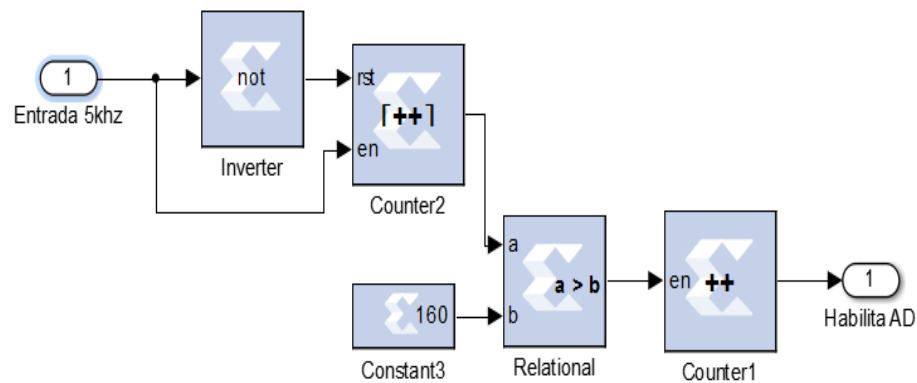 1
Entrada 5khz
not
Inverter
rst
⌈++⌉
en
Counter2
a
a > b
b
Relational
160
Constant3
en
++
Counter1
1
Habilita AD